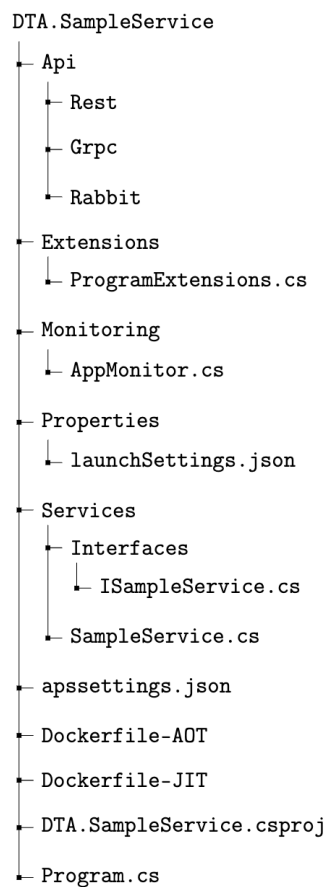 DTA.SampleService
Api
Rest
Grpc
Rabbit
Extensions
ProgramExtensions.cs
Monitoring
AppMonitor.cs
Properties
launchSettings.json
Services
Interfaces
ISampleService.cs
SampleService.cs
apssettings.json
Dockerfile-AOT
Dockerfile-JIT
DTA.SampleService.csproj
Program.cs